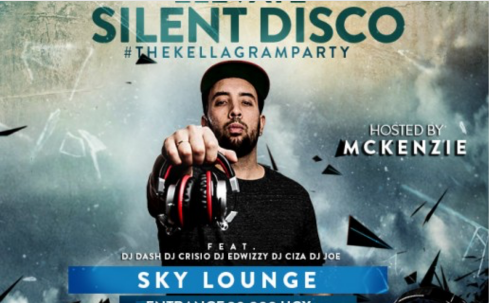 SILENT DISCO
#THEKELLAGRAMPARTY
HOSTED BY
MCKENZIE
FEAT.
DJ DASH DJ CRISIO DJ EDWIZZY DJ CIZA DJ JOE
SKY LOUNGE
ENTRANCE